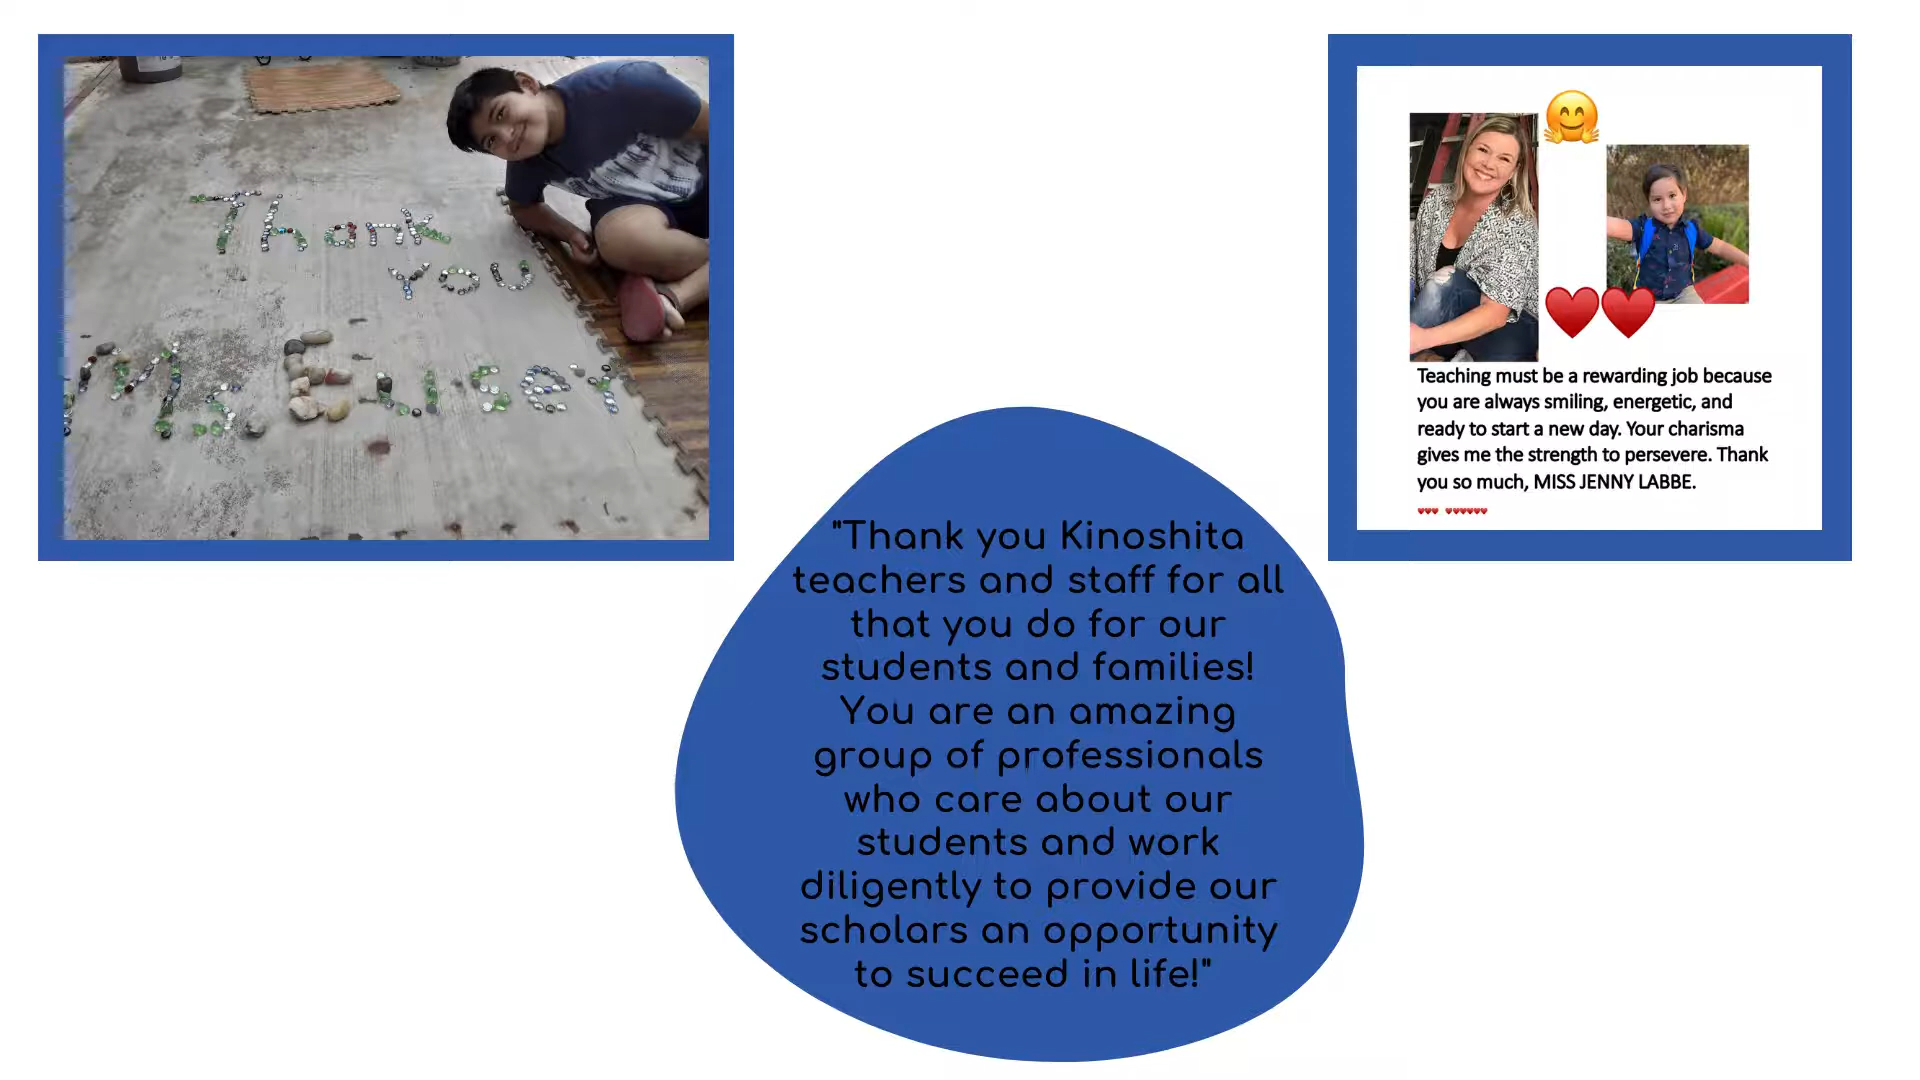 Thank
you
Ms. Euser
Teaching must be a rewarding job because
you are always smiling, energetic, and
ready to start a new day. Your charisma
gives me the strength to persevere. Thank
you so much, MISS JENNY LABBE.
"Thank you Kinoshita
teachers and staff for all
that you do for our
students and families!
You are an amazing
group of professionals
who care about our
students and work
diligently to provide our
scholars an opportunity
to succeed in life!"